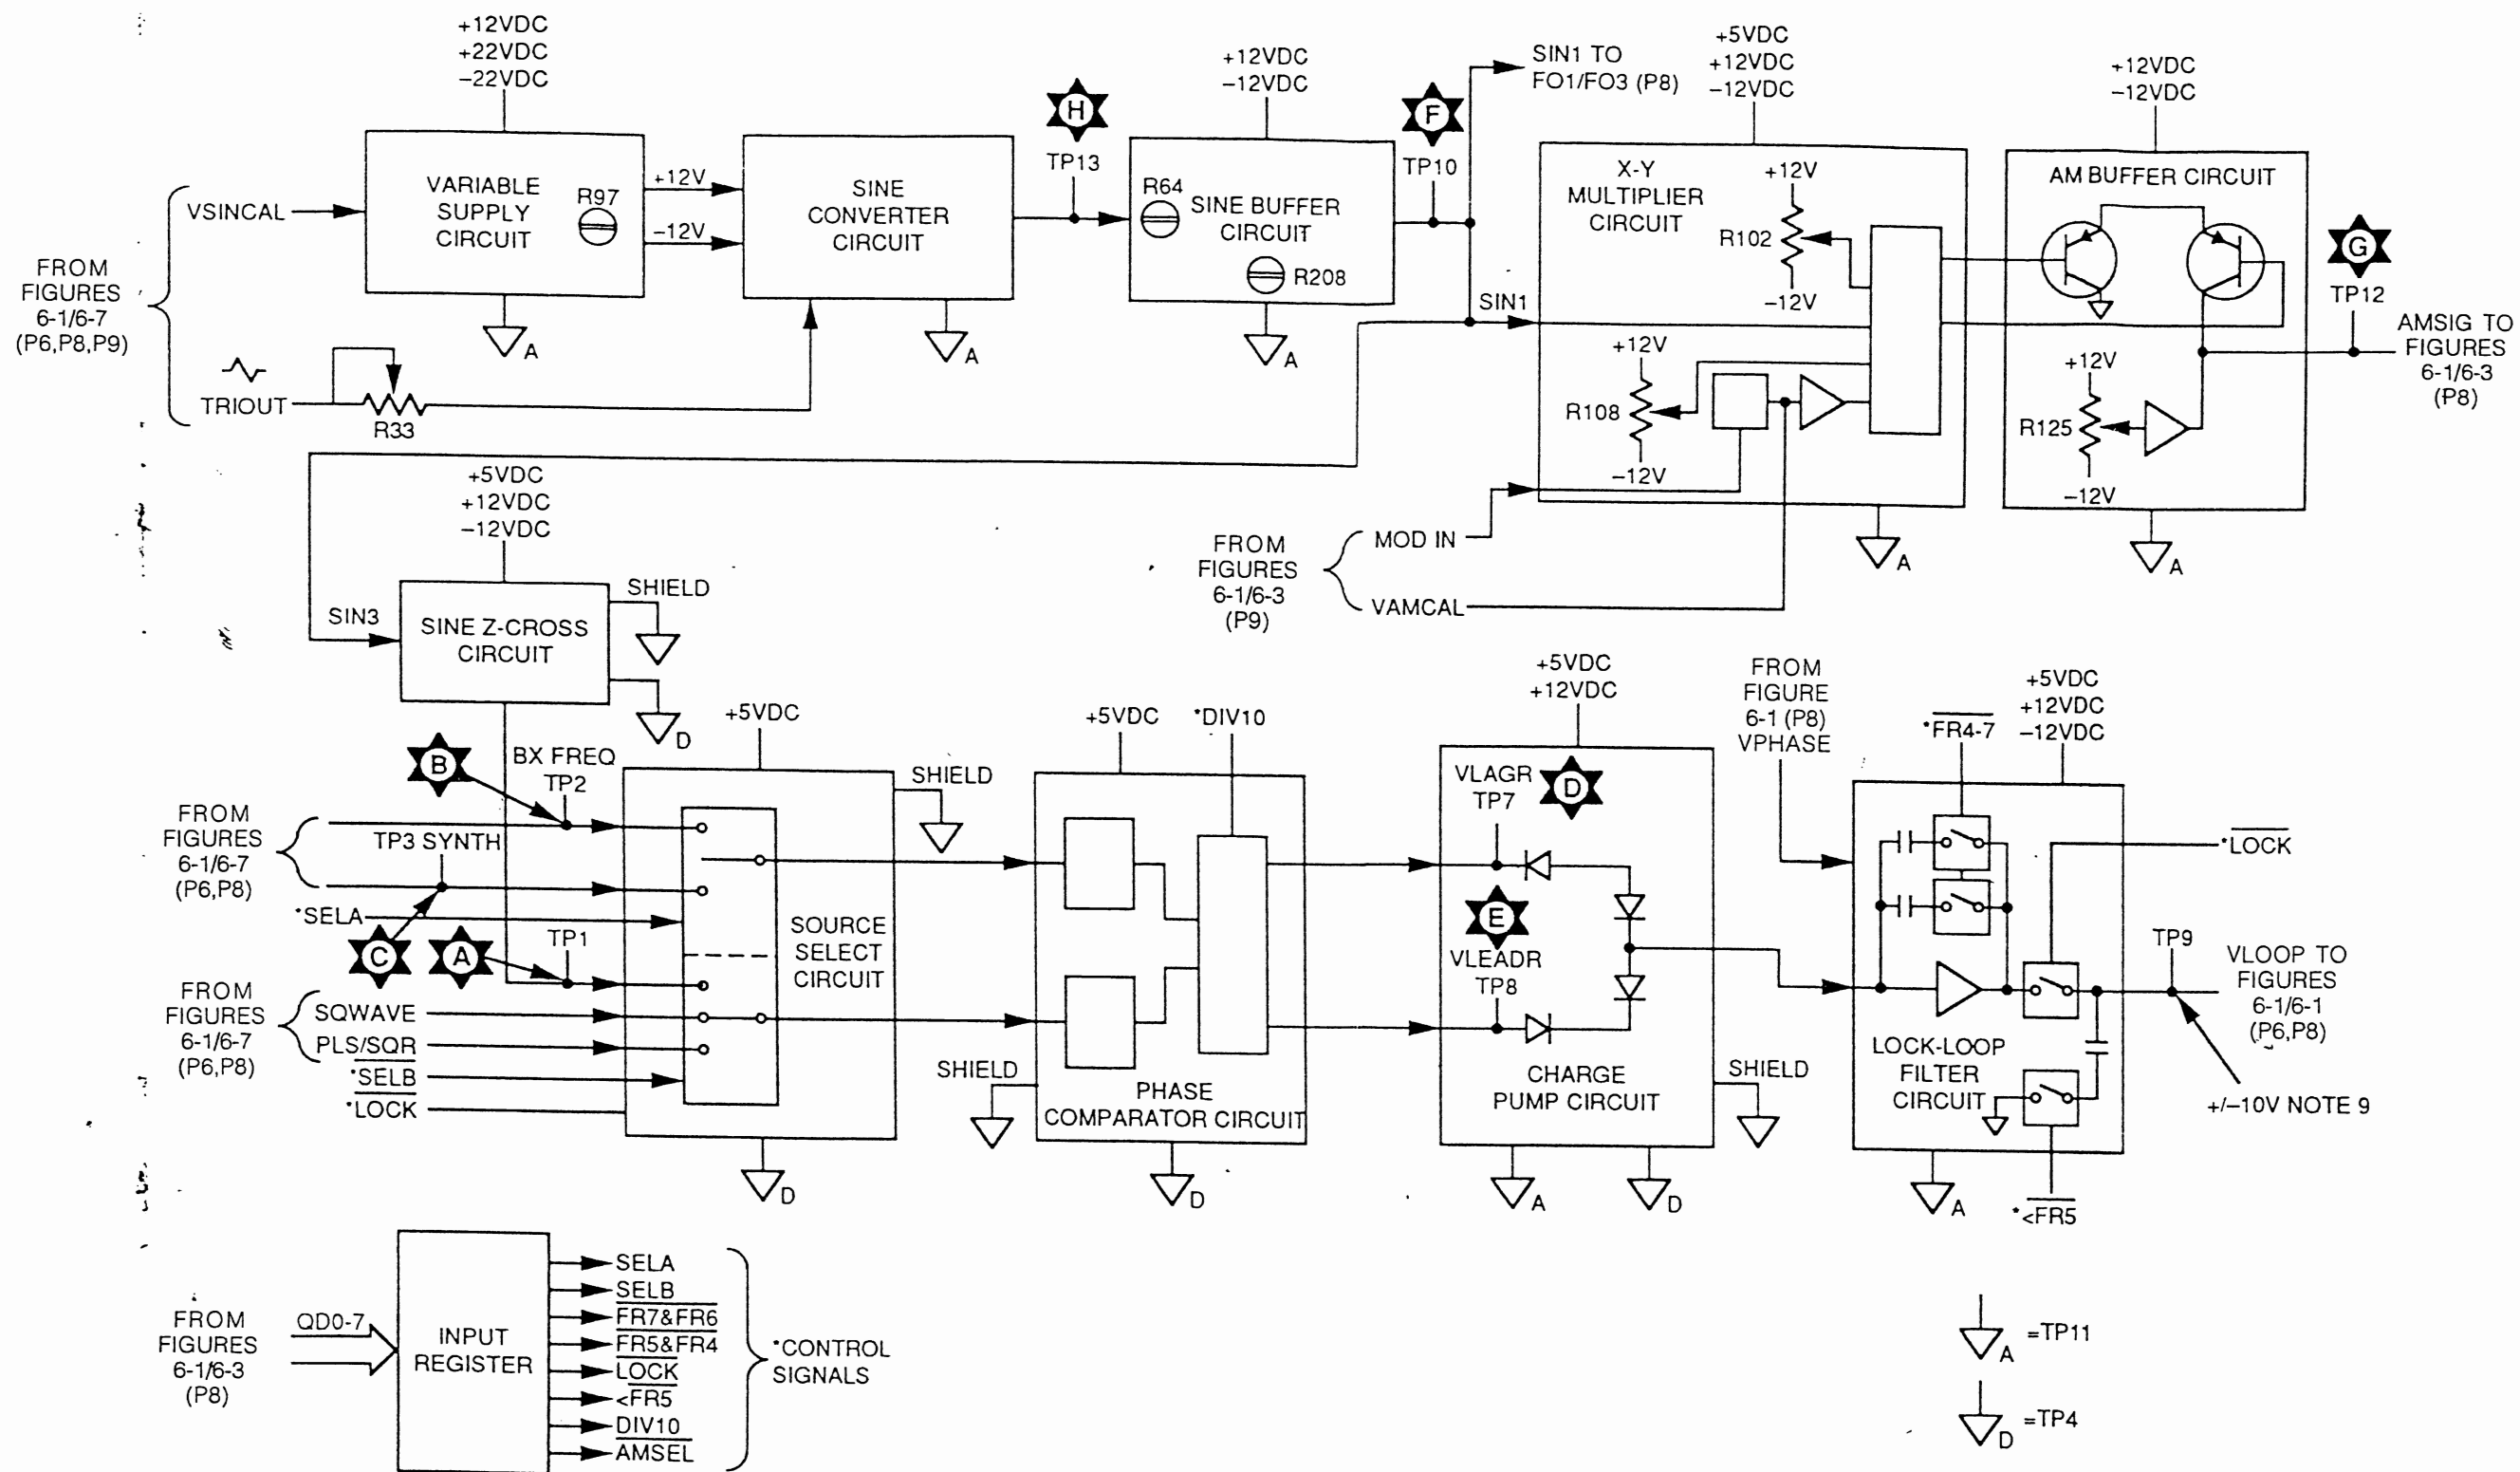 +12VDC
+22VDC
-22VDC
VARIABLE
SUPPLY
CIRCUIT
R97
+12V
-12V
A
VSINCAL
FROM
FIGURES
6-1/6-7
(P6,P8,P9)
TRIOUT
R33
SINE
CONVERTER
CIRCUIT
A
H
TP13
+12VDC
-12VDC
R64
SINE BUFFER
CIRCUIT
R208
A
F
TP10
SIN1 TO
FO1/FO3 (P8)
SIN1
+5VDC
+12VDC
-12VDC
X-Y
MULTIPLIER
CIRCUIT
+12V
R102
-12V
+12V
R108
-12V
A
+12VDC
-12VDC
AM BUFFER CIRCUIT
+12V
R125
-12V
A
G
TP12
AMSIG TO
FIGURES
6-1/6-3
(P8)
FROM
FIGURES
6-1/6-3
(P9)
MOD IN
VAMCAL
+5VDC
+12VDC
-12VDC
SIN3
SINE Z-CROSS
CIRCUIT
SHIELD
D
B
BX FREQ
TP2
FROM
FIGURES
6-1/6-7
(P6,P8)
TP3 SYNTH
*SELA
C
A
TP1
FROM
FIGURES
6-1/6-7
(P6,P8)
SQWAVE
PLS/SQR
*SELB
*LOCK
+5VDC
SHIELD
SOURCE
SELECT
CIRCUIT
D
+5VDC
*DIV10
SHIELD
PHASE
COMPARATOR CIRCUIT
D
+5VDC
+12VDC
VLAGR
TP7
D
E
VLEADR
TP8
CHARGE
PUMP CIRCUIT
SHIELD
A
D
FROM
FIGURE
6-1 (P8)
VPHASE
*FR4-7
+5VDC
+12VDC
-12VDC
*LOCK
LOCK-LOOP
FILTER
CIRCUIT
A
*<FR5
TP9
VLOOP TO
FIGURES
6-1/6-1
(P6,P8)
+/-10V NOTE 9
FROM
FIGURES
6-1/6-3
(P8)
QD0-7
INPUT
REGISTER
SELA
SELB
FR7&FR6
FR5&FR4
LOCK
<FR5
DIV10
AMSEL
*CONTROL
SIGNALS
A =TP11
D =TP4